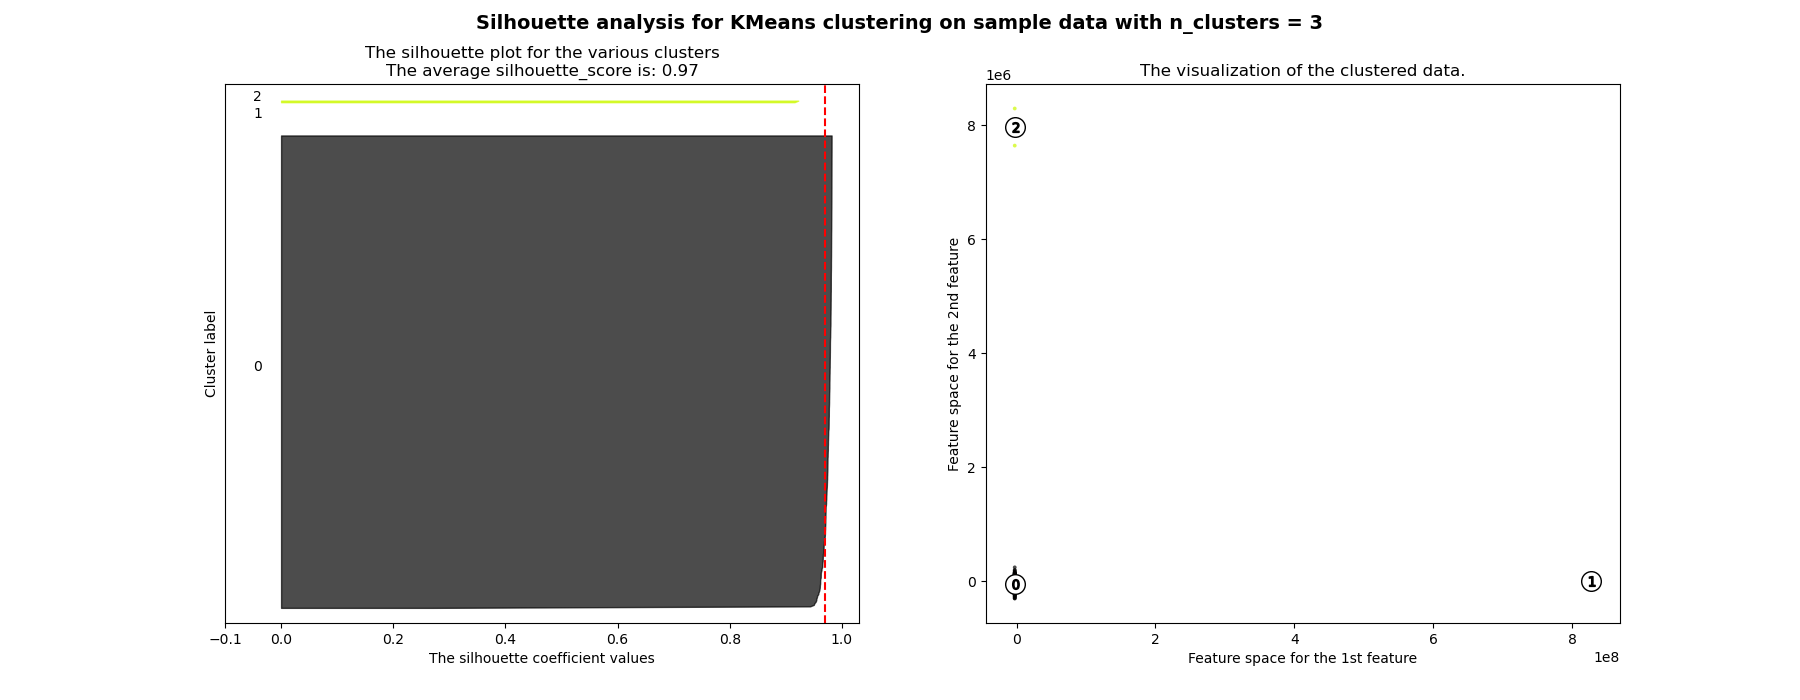 Silhouette analysis for KMeans clustering on sample data with n_clusters = 3
The silhouette plot for the various clusters
The average silhouette_score is: 0.97
2
1
0
Cluster label
−0.1 0.0 0.2 0.4 0.6 0.8 1.0
The silhouette coefficient values
The visualization of the clustered data.
1e6
8
6
4
2
0
Feature space for the 2nd feature
2
0
1
0 2 4 6 8
1e8
Feature space for the 1st feature